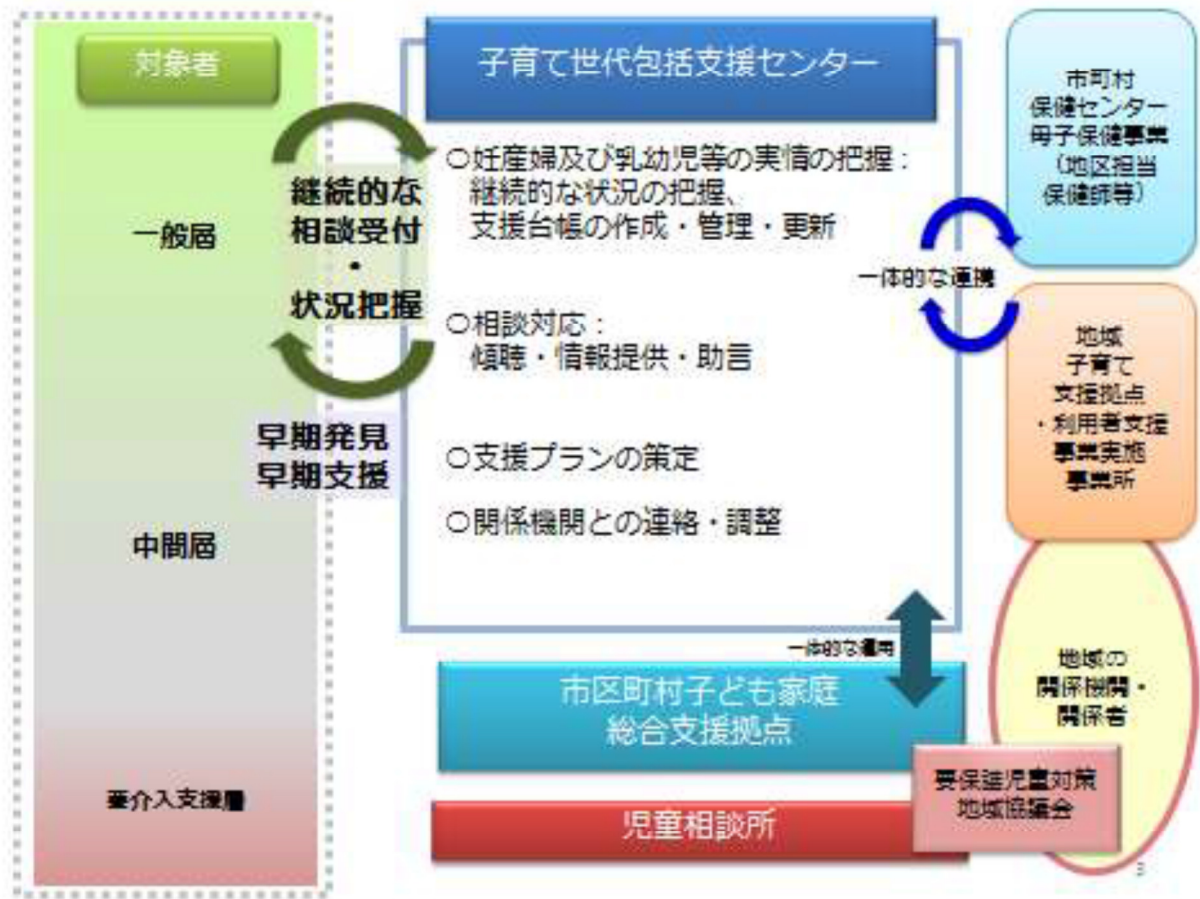 対象者
一般層
中間層
要介入支援層
継続的な
相談受付
・
状況把握
早期発見
早期支援
子育て世代包括支援センター
○妊産婦及び乳幼児等の実情の把握:
継続的な状況の把握、
支援台帳の作成・管理・更新
○相談対応:
傾聴・情報提供・助言
○支援プランの策定
○関係機関との連絡・調整
一体的な連携
一体的な運用
市区町村子ども家庭
総合支援拠点
児童相談所
市町村
保健センター
母子保健事業
(地区担当
保健師等)
地域
子育て
支援拠点
・利用者支援
事業実施
事業所
地域の
関係機関・
関係者
要保護児童対策
地域協議会
3